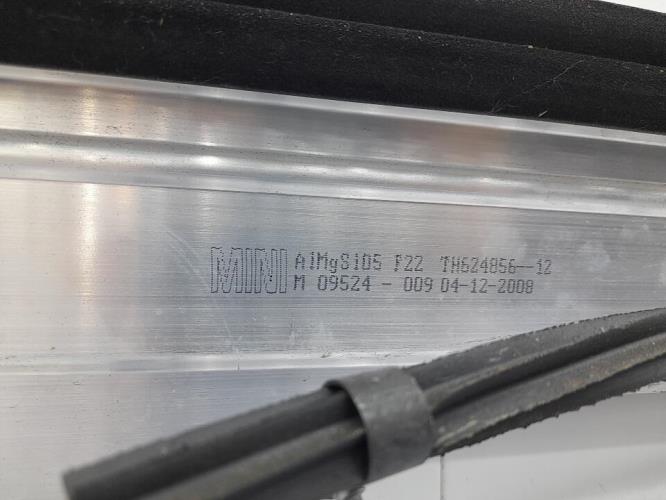 MINI AlMgSi05 F22 TH624856--12
M 09524 - 009 04-12-2008